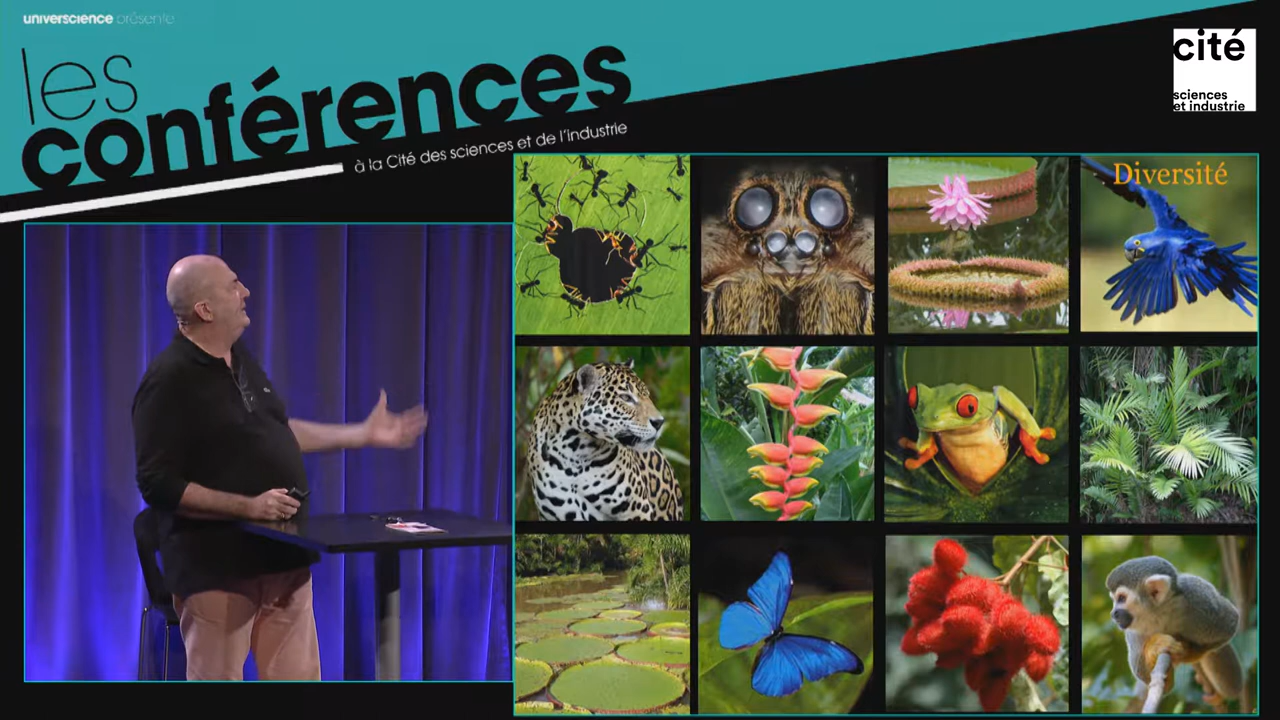 universcience présente
les
conférences
à la Cité des sciences et de l'industrie
cité
sciences
et industrie
Diversité